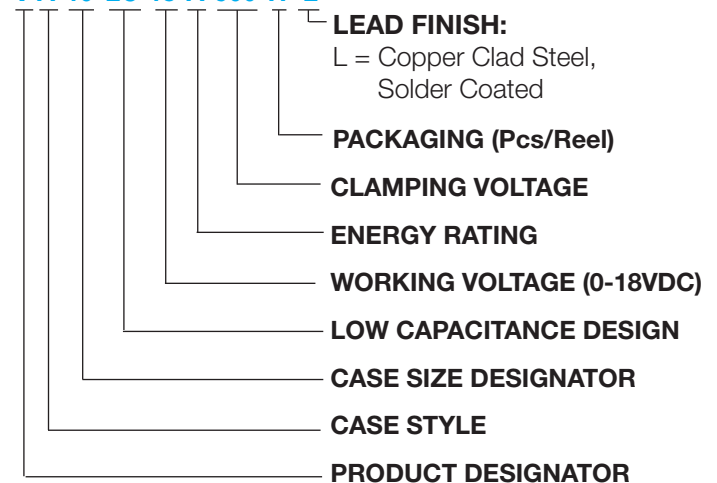 LEAD FINISH:
L = Copper Clad Steel,
Solder Coated
PACKAGING (Pcs/Reel)
CLAMPING VOLTAGE
ENERGY RATING
WORKING VOLTAGE (0-18VDC)
LOW CAPACITANCE DESIGN
CASE SIZE DESIGNATOR
CASE STYLE
PRODUCT DESIGNATOR